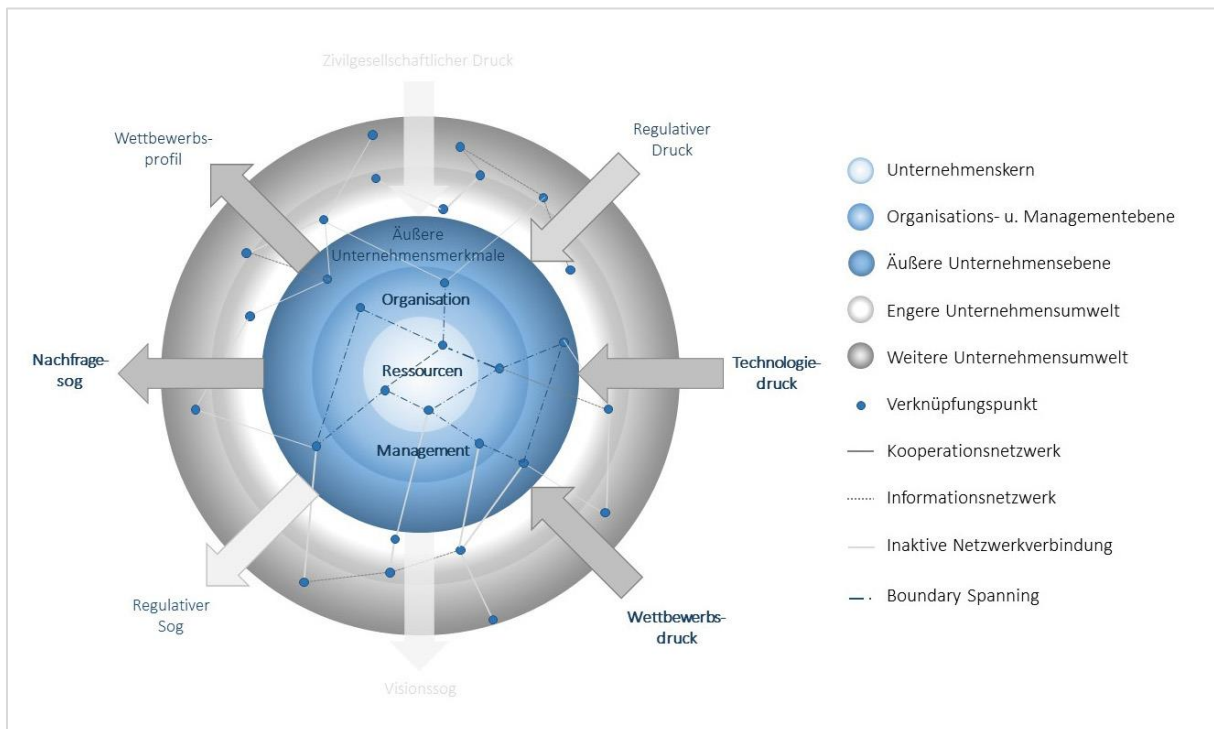 Zivilgesellschaftlicher Druck
Wettbewerbs-
profil
Regulativer
Druck
Äußere
Unternehmensmerkmale
Organisation
Ressourcen
Management
Nachfrage-
sog
Technologie-
druck
Regulativer
Sog
Wettbewerbs-
druck
Visionssog
Unternehmenskern
Organisations- u. Managementebene
Äußere Unternehmensebene
Engere Unternehmensumwelt
Weitere Unternehmensumwelt
Verknüpfungspunkt
Kooperationsnetzwerk
Informationsnetzwerk
Inaktive Netzwerkverbindung
Boundary Spanning